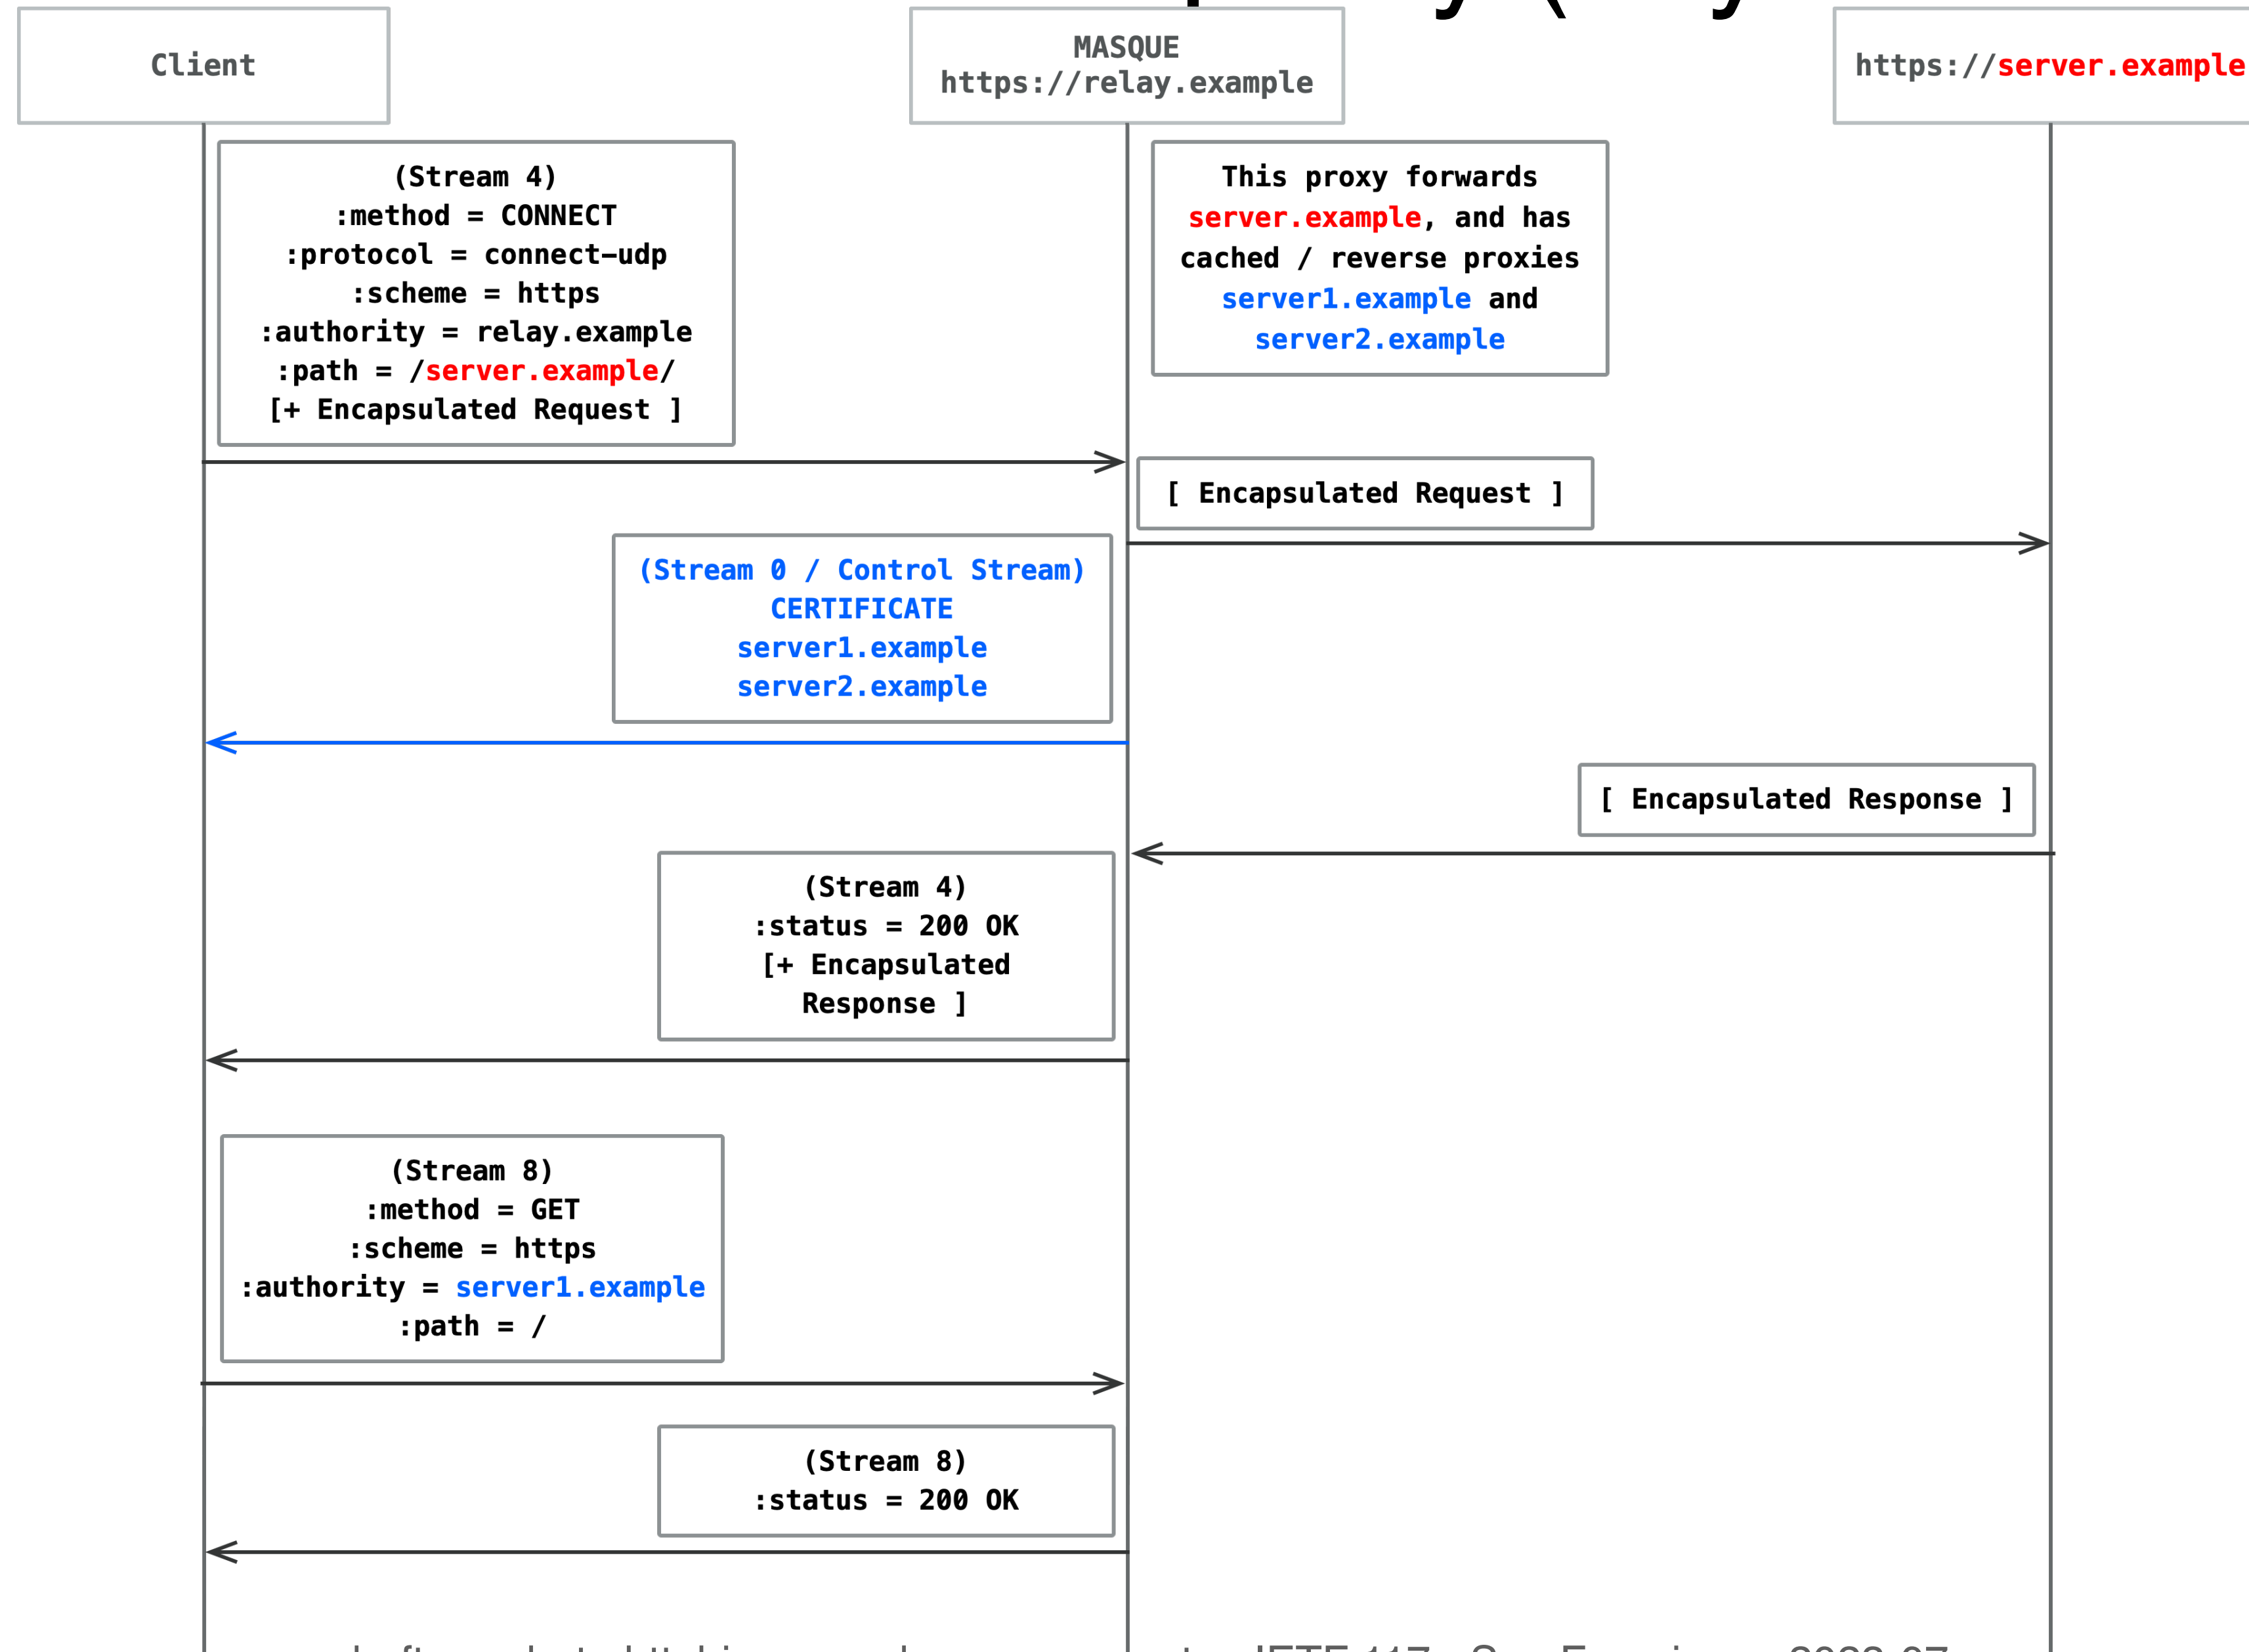 Client
MASQUE
https://relay.example
https://server.example
(Stream 4)
:method = CONNECT
:protocol = connect-udp
:scheme = https
:authority = relay.example
:path = /server.example/
[+ Encapsulated Request ]
This proxy forwards
server.example, and has
cached / reverse proxies
server1.example and
server2.example
[ Encapsulated Request ]
(Stream 0 / Control Stream)
CERTIFICATE
server1.example
server2.example
[ Encapsulated Response ]
(Stream 4)
:status = 200 OK
[+ Encapsulated
Response ]
(Stream 8)
:method = GET
:scheme = https
:authority = server1.example
:path = /
(Stream 8)
:status = 200 OK